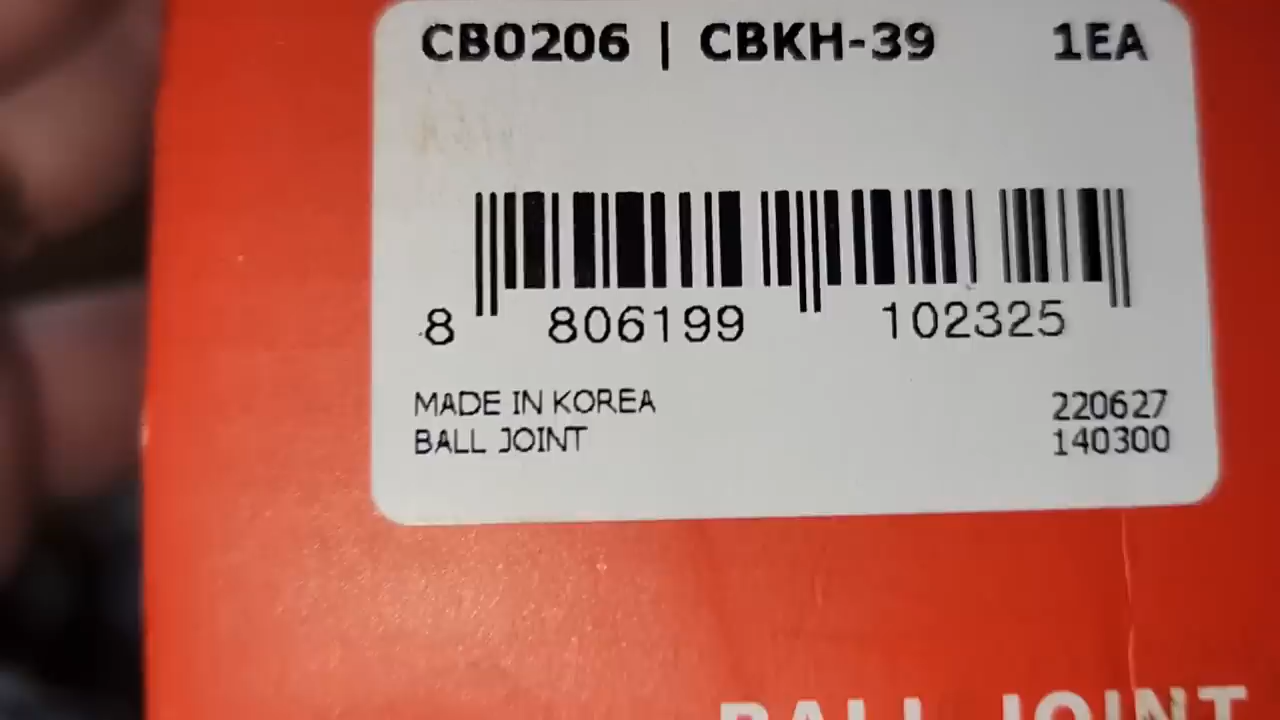 CB0206 | CBKH-39 1EA
8 806199 102325
MADE IN KOREA 220627
BALL JOINT 140300
BALL JOINT